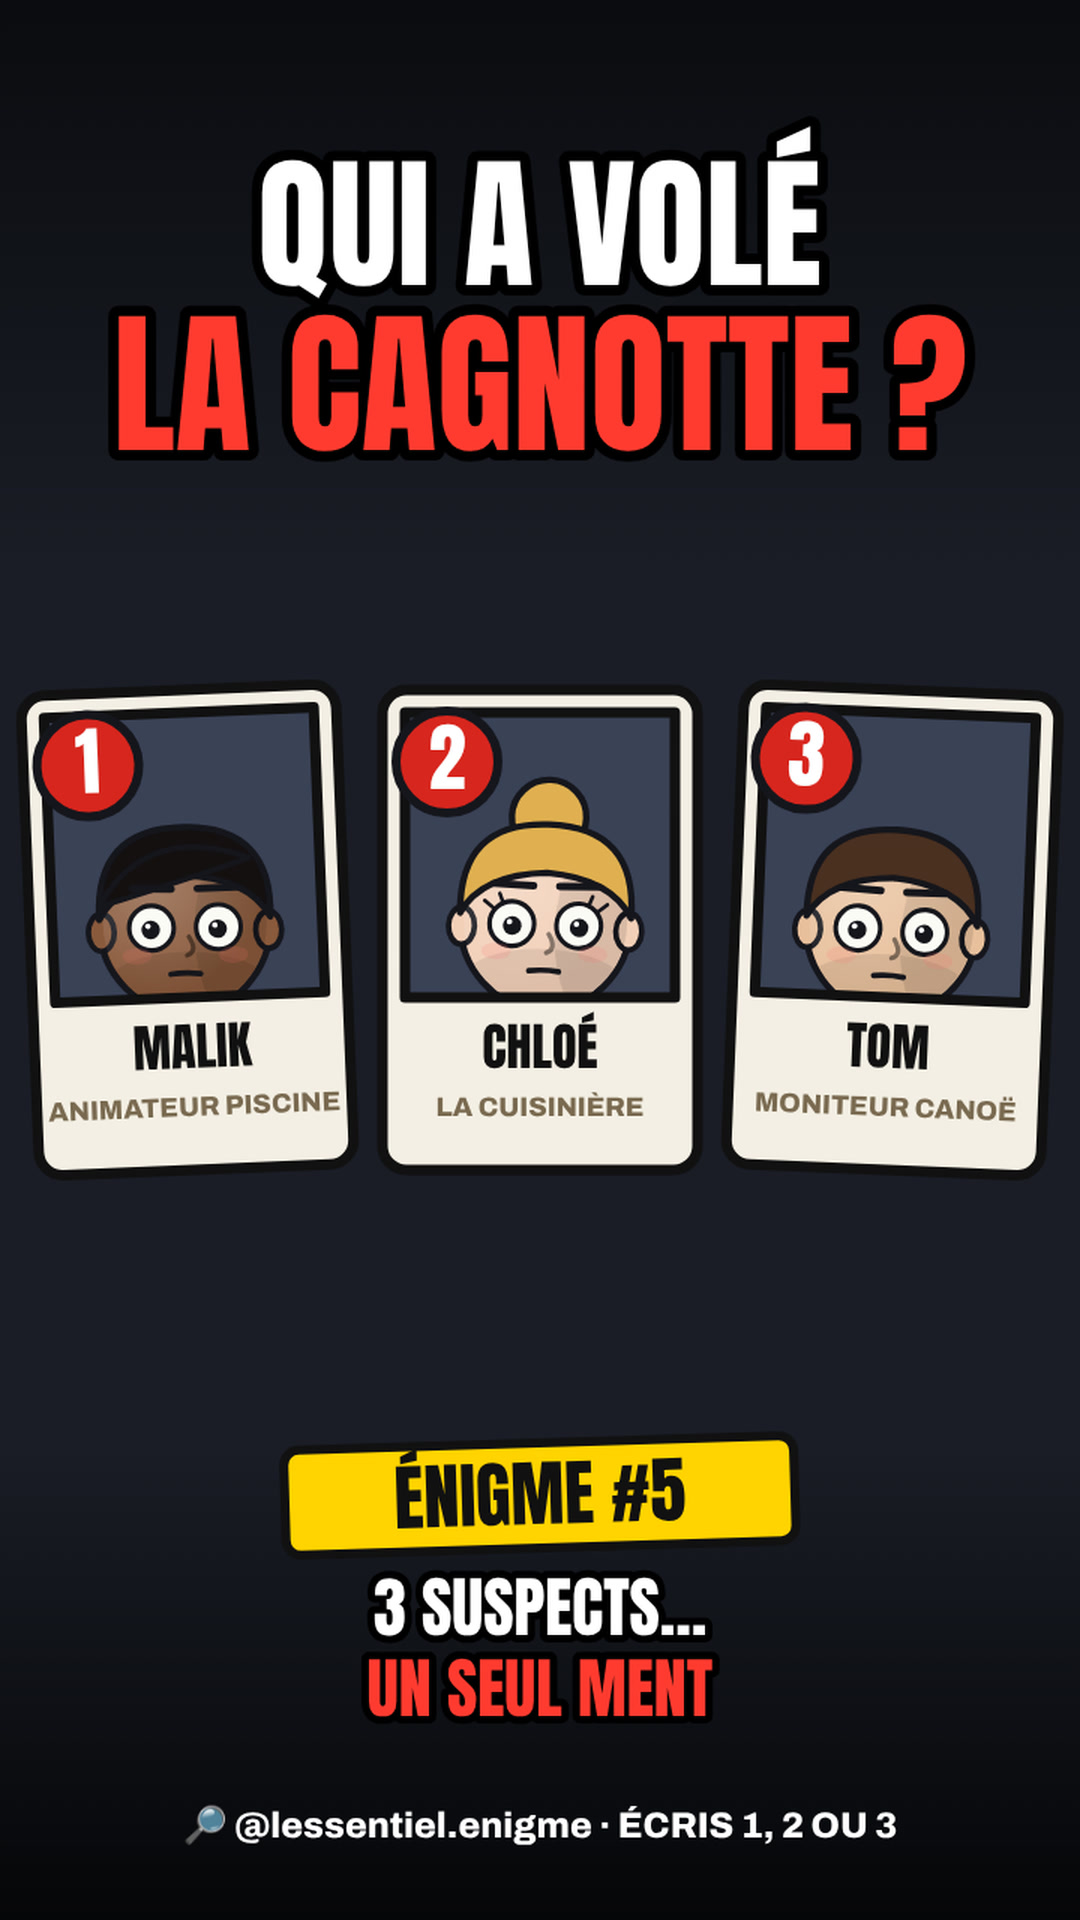 QUI A VOLÉ
LA CAGNOTTE ?
1
2
3
MALIK
ANIMATEUR PISCINE
CHLOÉ
LA CUISINIÈRE
TOM
MONITEUR CANOË
ÉNIGME #5
3 SUSPECTS...
UN SEUL MENT
🔎 @lessentiel.enigme · ÉCRIS 1, 2 OU 3